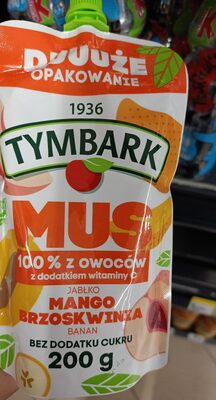 DUUUŻE
OPAKOWANIE
1936
TYMBARK
MUS
100% Z OWOCÓW
z dodatkiem witaminy C
JABŁKO
MANGO
BRZOSKWINIA
BANAN
BEZ DODATKU CUKRU
200 g